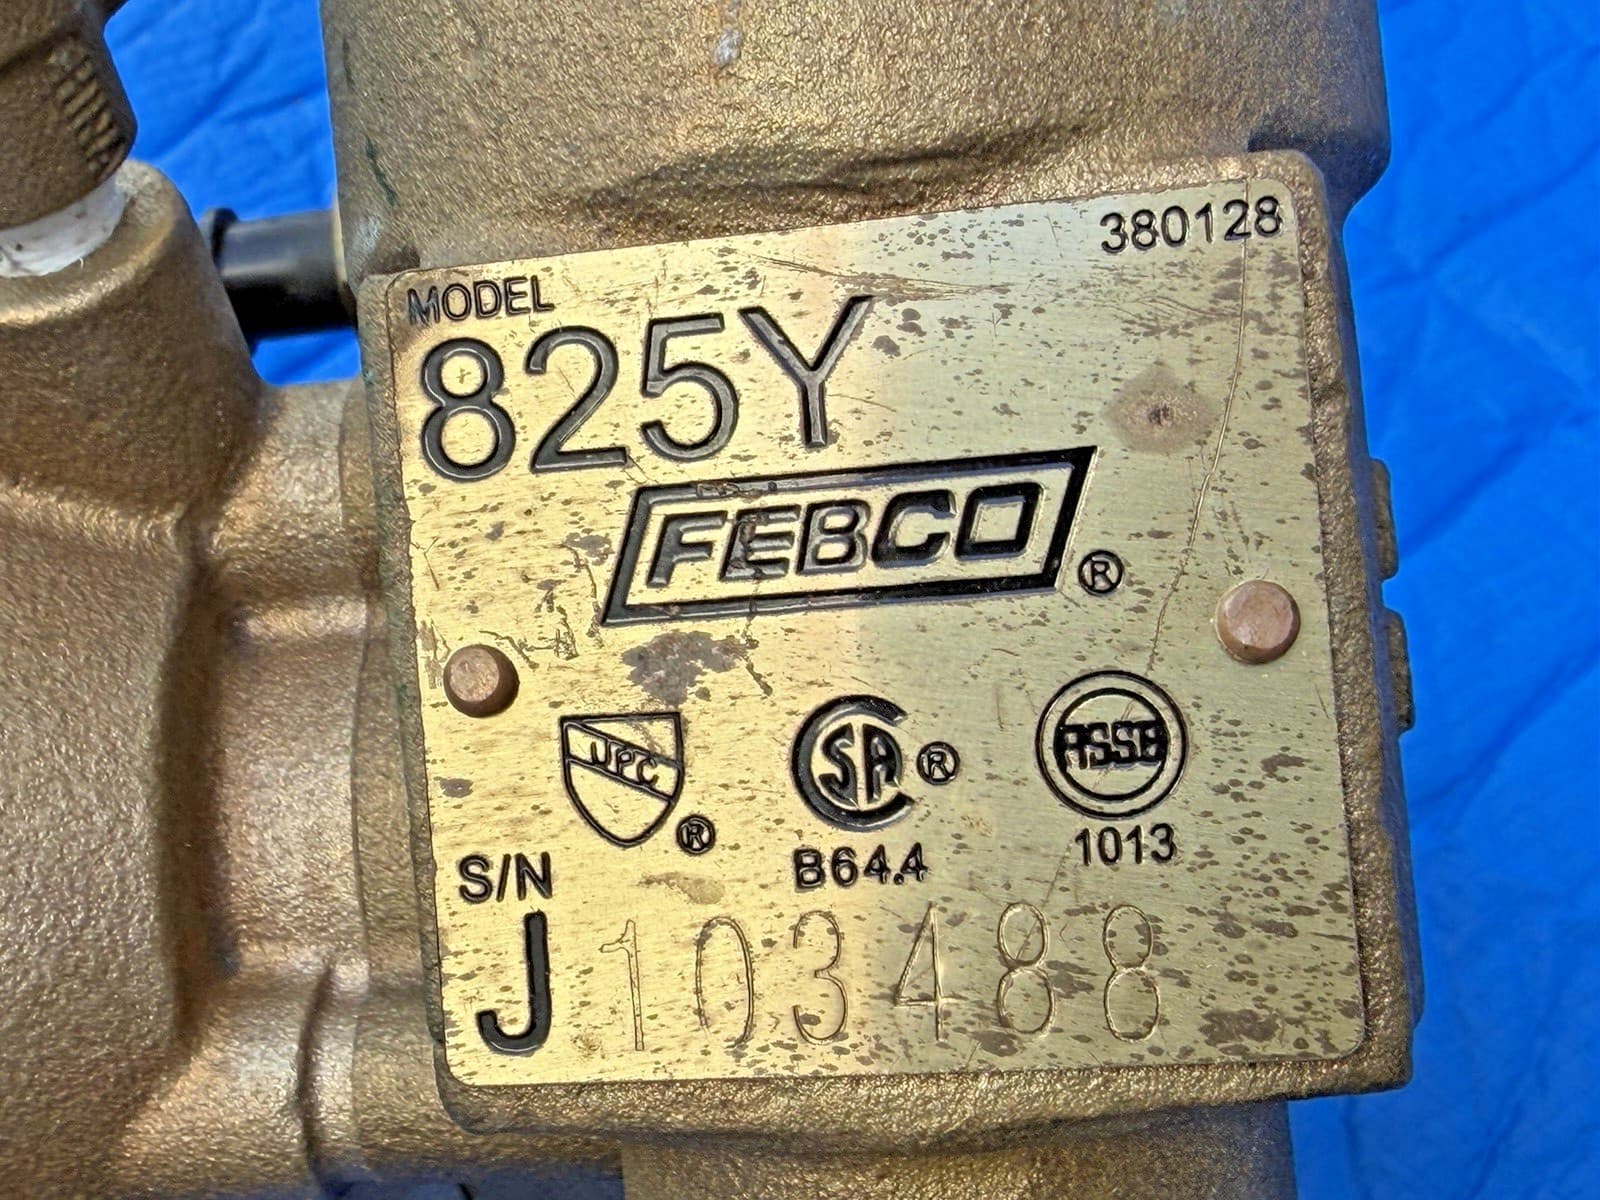 380128
MODEL
825Y
FEBCO ®
UPC ®
SA ®
ASSE
B64.4
1013
S/N
J 103488